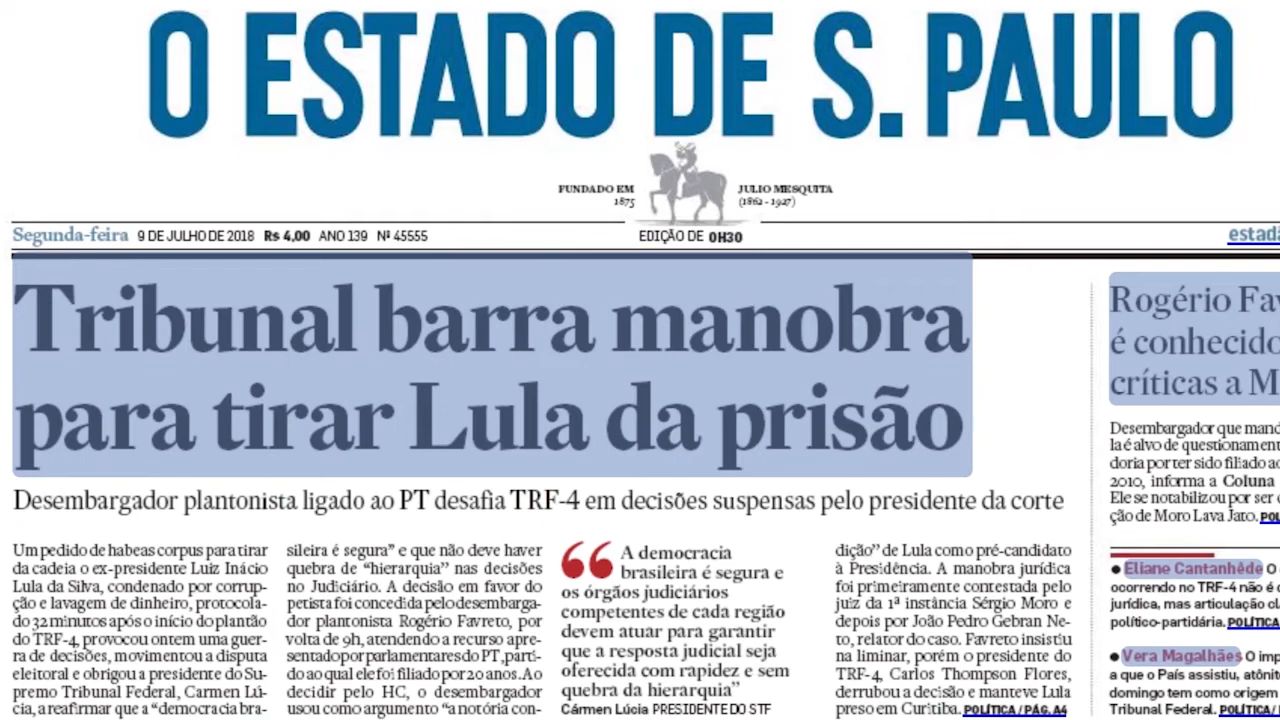 O ESTADO DE S. PAULO
FUNDADO EM
1875
JULIO MESQUITA
(1862 - 1927)
Segunda-feira 9 DE JULHO DE 2018 R$ 4,00 ANO 139 Nº 45555
EDIÇÃO DE 0H30
Tribunal barra manobra
para tirar Lula da prisão
Desembargador plantonista ligado ao PT desafia TRF-4 em decisões suspensas pelo presidente da corte
Um pedido de habeas corpus para tirar
da cadeia o ex-presidente Luiz Inácio
Lula da Silva, condenado por corrup-
ção e lavagem de dinheiro, protocola-
do 32 minutos após o início do plantão
do TRF-4, provocou ontem uma guer-
ra de decisões, movimentou a disputa
eleitoral e obrigou a presidente do Su-
premo Tribunal Federal, Carmen Lú-
cia, a reafirmar que a “democracia bra-
sileira é segura” e que não deve haver
quebra de “hierarquia” nas decisões
no Judiciário. A decisão em favor do
petista foi concedida pelo desembarga-
dor plantonista Rogério Favreto, por
volta de 9h, atendendo a recurso apre-
sentado por parlamentares do PT, parti-
do ao qual ele foi filiado por 20 anos. Ao
decidir pelo HC, o desembargador
usou como argumento “a notória con-
“A democracia
brasileira é segura e
os órgãos judiciários
competentes de cada região
devem atuar para garantir
que a resposta judicial seja
oferecida com rapidez e sem
quebra da hierarquia”
Cármen Lúcia PRESIDENTE DO STF
dição” de Lula como pré-candidato
à Presidência. A manobra jurídica
foi primeiramente contestada pelo
juiz da 1ª instância Sérgio Moro e
depois por João Pedro Gebran Ne-
to, relator do caso. Favreto insistiu
na liminar, porém o presidente do
TRF-4, Carlos Thompson Flores,
derrubou a decisão e manteve Lula
preso em Curitiba. POLÍTICA / PÁG. A4
Rogério
é conhecido
críticas a
Desembargador que
la é alvo de
doria por ter sido filiado
2010, informa a Coluna
Ele se notabilizou por ser
ção de Moro Lava Jato.
● Eliane Cantanhêde O
ocorrendo no TRF-4 não é
jurídica, mas articulação
político-partidária. POLÍTICA
● Vera Magalhães O
a que o País assistiu,
domingo tem como origem
Tribunal Federal. POLÍTICA /